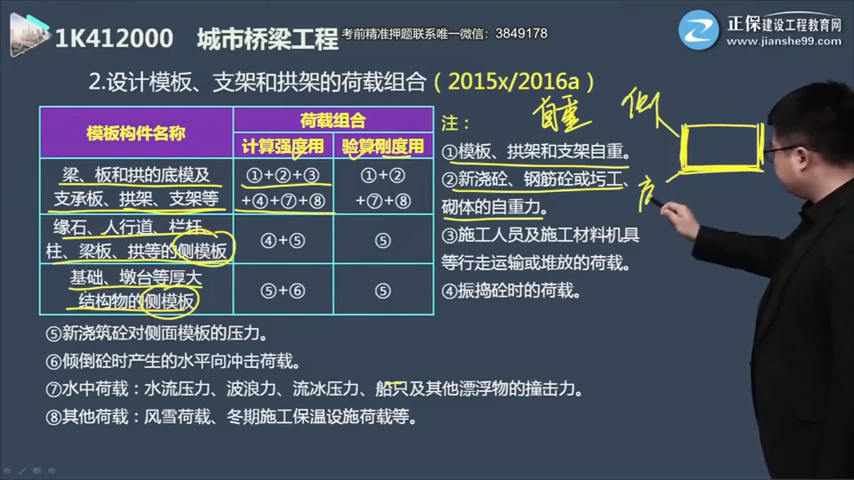 1K412000 城市桥梁工程
考前精准押题联系唯一微信：3849178
正保建设工程教育网
www.jianshe99.com
2.设计模板、支架和拱架的荷载组合（2015x/2016a）
模板构件名称
荷载组合
计算强度用
验算刚度用
梁、板和拱的底模及
支承板、拱架、支架等
①+②+③
+④+⑦+⑧
①+②
+⑦+⑧
缘石、人行道、栏杆、
柱、梁板、拱等的侧模板
④+⑤
⑤
基础、墩台等厚大
结构物的侧模板
⑤+⑥
⑤
注：
①模板、拱架和支架自重。
②新浇砼、钢筋砼或圬工、
砌体的自重力。
③施工人员及施工材料机具
等行走运输或堆放的荷载。
④振捣砼时的荷载。
自重
侧
⑤新浇筑砼对侧面模板的压力。
⑥倾倒砼时产生的水平向冲击荷载。
⑦水中荷载：水流压力、波浪力、流冰压力、船只及其他漂浮物的撞击力。
⑧其他荷载：风雪荷载、冬期施工保温设施荷载等。